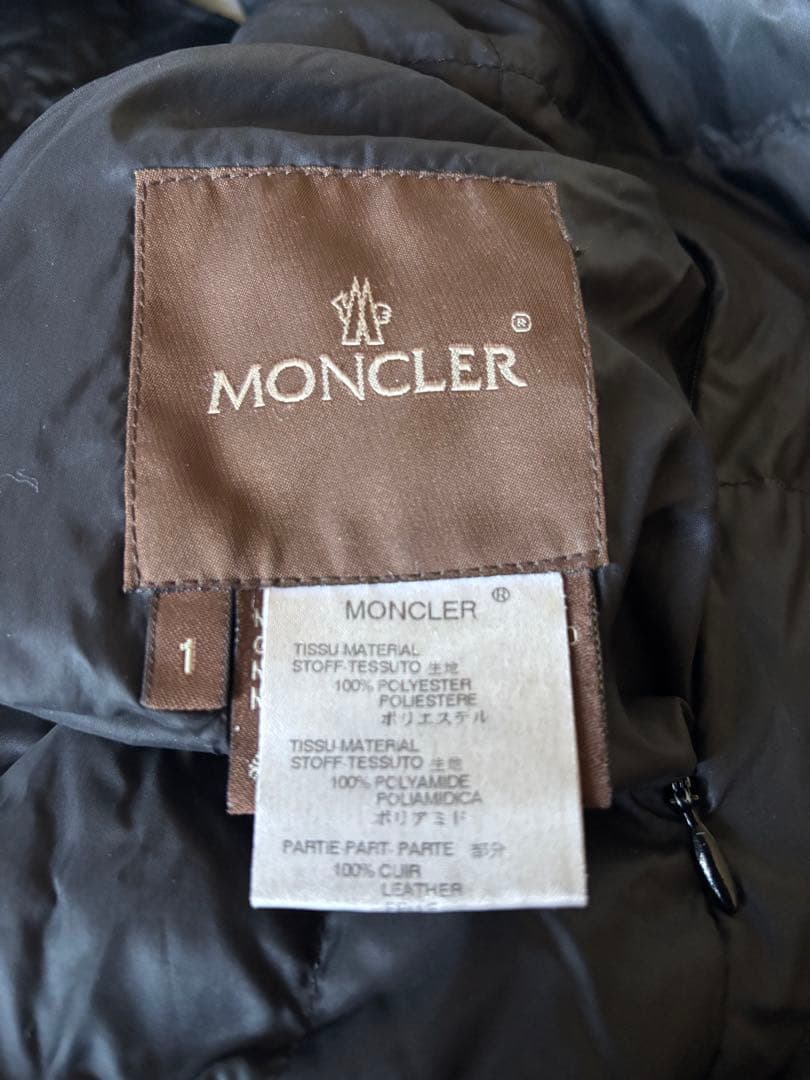 ®
MONCLER
1
MONCLER ®
TISSU-MATERIAL
STOFF-TESSUTO 生地
100% POLYESTER
POLIESTERE
ポリエステル
TISSU-MATERIAL
STOFF-TESSUTO 生地
100% POLYAMIDE
POLIAMIDICA
ポリアミド
PARTIE-PART- PARTE 部分
100% CUIR
LEATHER